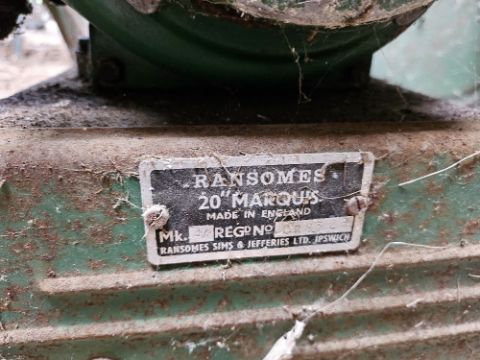 RANSOMES
20" MARQUIS
MADE IN ENGLAND
Mk. REGD No
RANSOMES SIMS & JEFFERIES LTD. IPSWICH